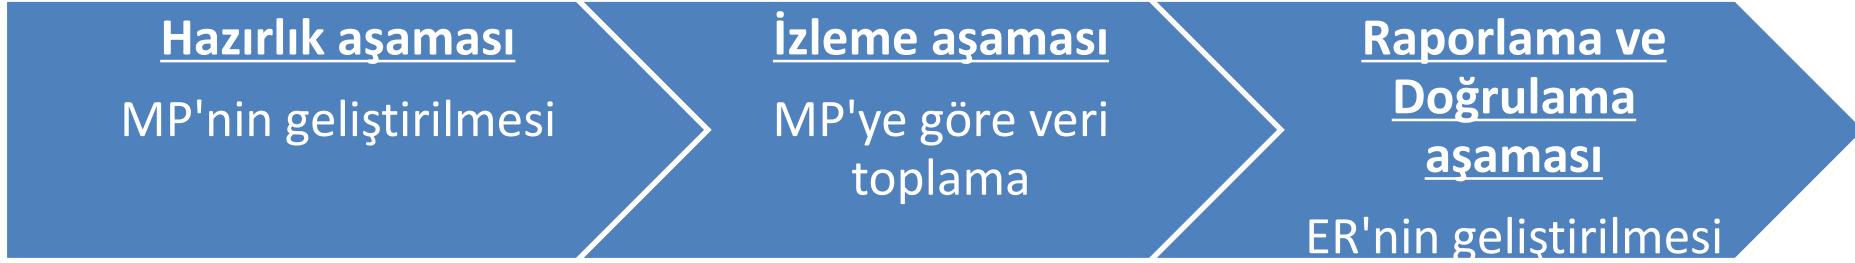 Hazırlık aşaması
MP'nin geliştirilmesi
İzleme aşaması
MP'ye göre veri
toplama
Raporlama ve
Doğrulama
aşaması
ER'nin geliştirilmesi